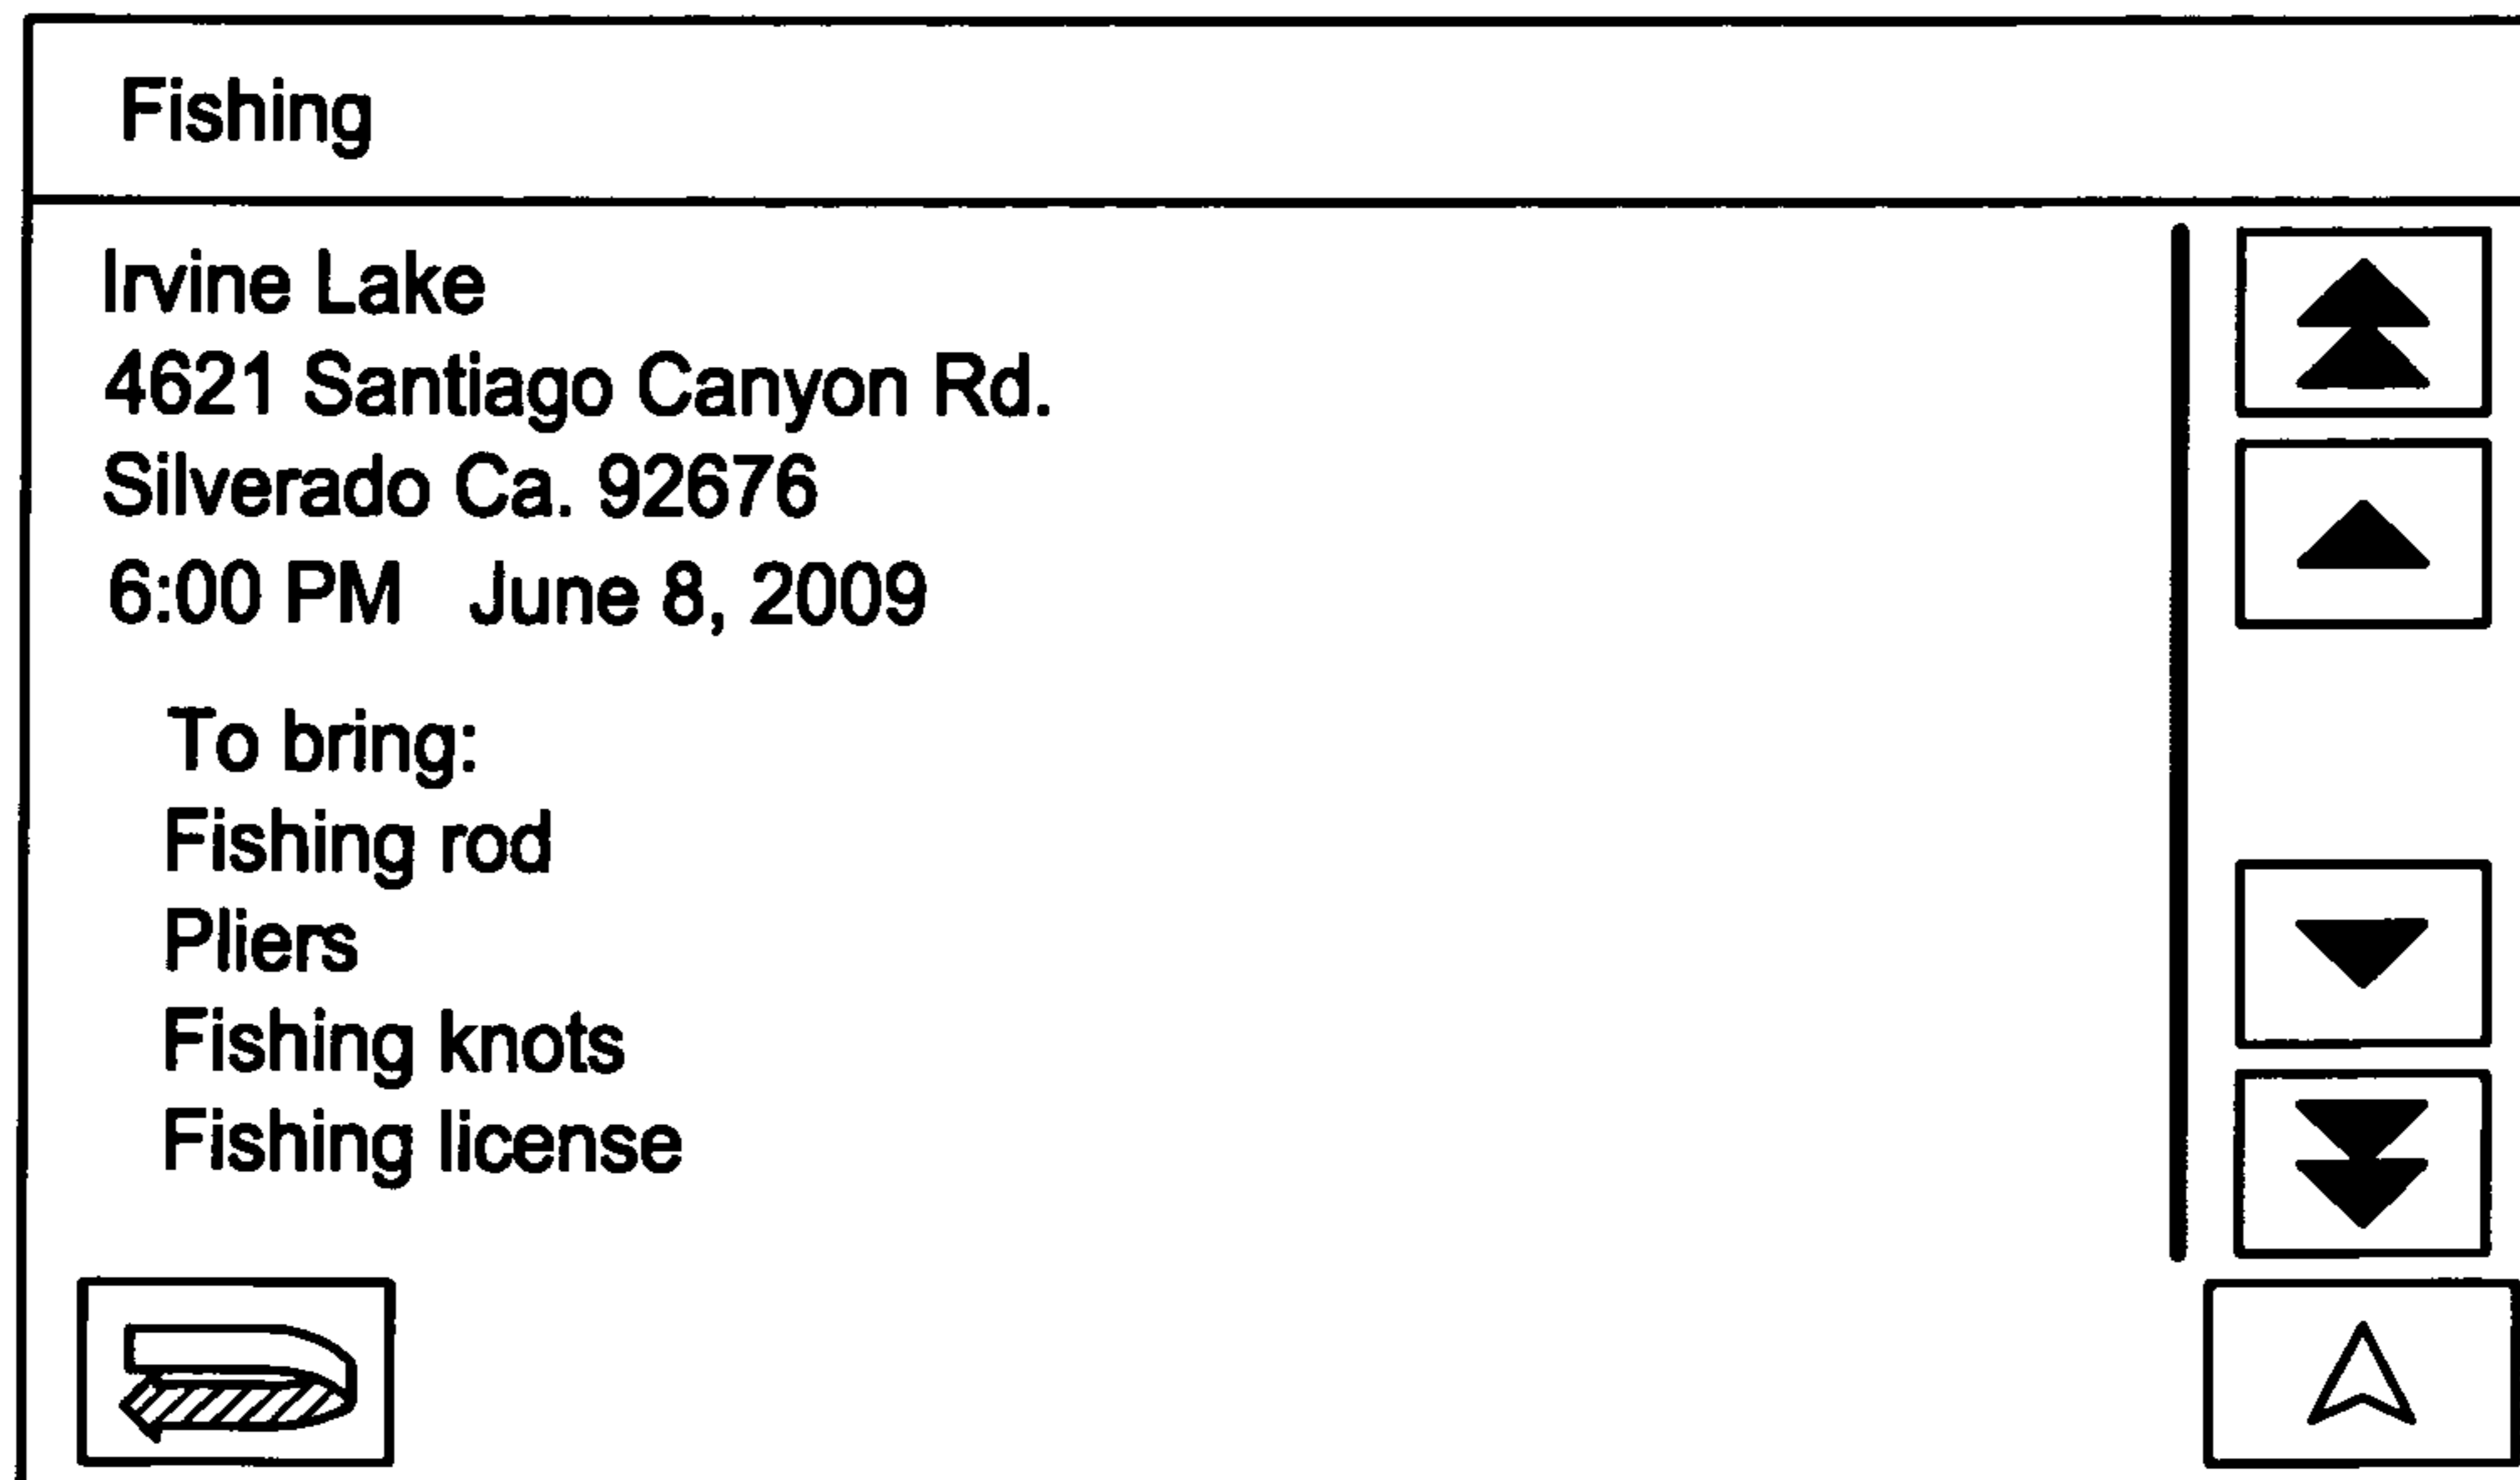 Fishing
Irvine Lake
4621 Santiago Canyon Rd.
Silverado Ca. 92676
6:00 PM June 8, 2009
To bring:
Fishing rod
Pliers
Fishing knots
Fishing license